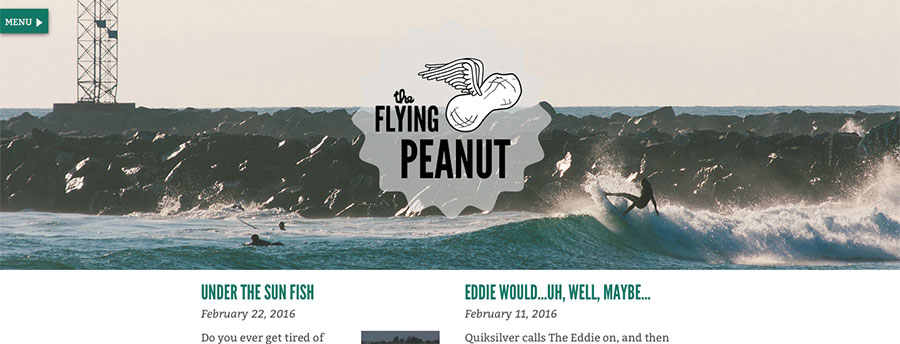 MENU
the
FLYING
PEANUT
UNDER THE SUN FISH
February 22, 2016
Do you ever get tired of
EDDIE WOULD...UH, WELL, MAYBE...
February 11, 2016
Quiksilver calls The Eddie on, and then